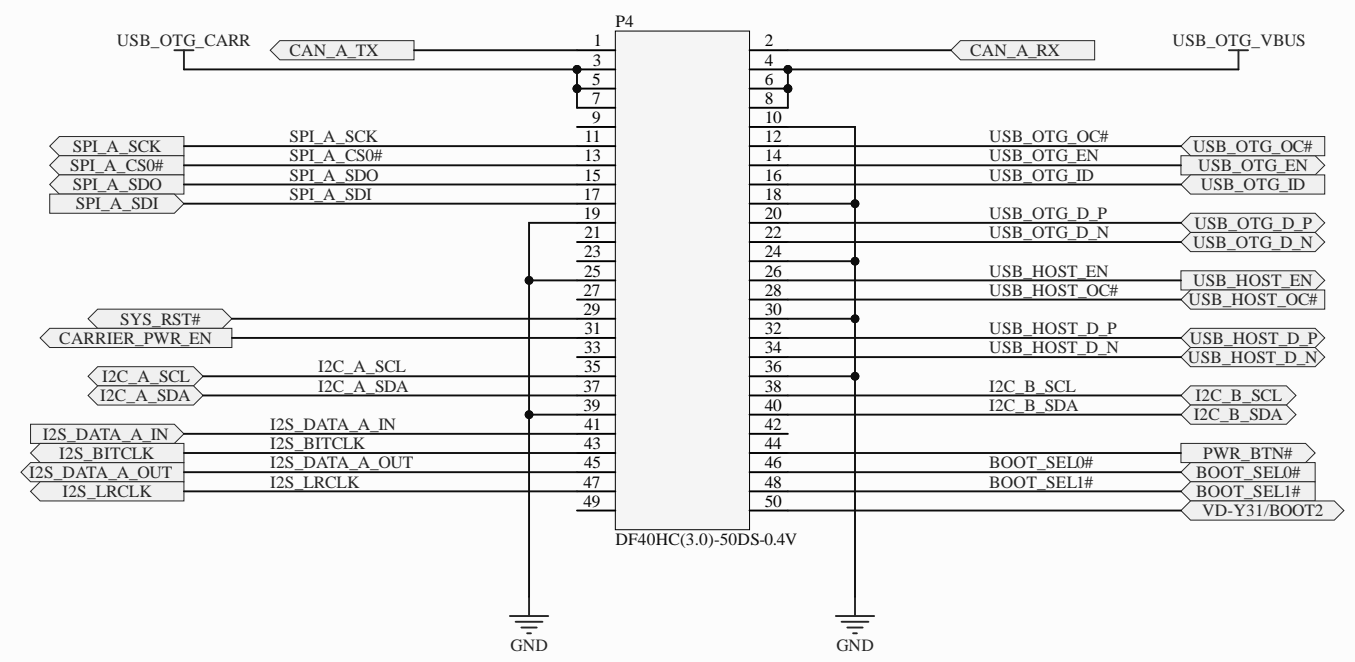 P4
USB_OTG_CARR CAN_A_TX 1 2 CAN_A_RX USB_OTG_VBUS
3 4
5 6
7 8
9 10
SPI_A_SCK SPI_A_SCK 11 12 USB_OTG_OC# USB_OTG_OC#
SPI_A_CS0# SPI_A_CS0# 13 14 USB_OTG_EN USB_OTG_EN
SPI_A_SDO SPI_A_SDO 15 16 USB_OTG_ID USB_OTG_ID
SPI_A_SDI SPI_A_SDI 17 18
19 20 USB_OTG_D_P USB_OTG_D_P
21 22 USB_OTG_D_N USB_OTG_D_N
23 24
25 26 USB_HOST_EN USB_HOST_EN
27 28 USB_HOST_OC# USB_HOST_OC#
SYS_RST# 29 30
CARRIER_PWR_EN 31 32 USB_HOST_D_P USB_HOST_D_P
33 34 USB_HOST_D_N USB_HOST_D_N
I2C_A_SCL I2C_A_SCL 35 36
I2C_A_SDA I2C_A_SDA 37 38 I2C_B_SCL I2C_B_SCL
39 40 I2C_B_SDA I2C_B_SDA
I2S_DATA_A_IN I2S_DATA_A_IN 41 42
I2S_BITCLK I2S_BITCLK 43 44 PWR_BTN#
I2S_DATA_A_OUT I2S_DATA_A_OUT 45 46 BOOT_SEL0# BOOT_SEL0#
I2S_LRCLK I2S_LRCLK 47 48 BOOT_SEL1# BOOT_SEL1#
49 50 VD-Y31/BOOT2
DF40HC(3.0)-50DS-0.4V
GND GND